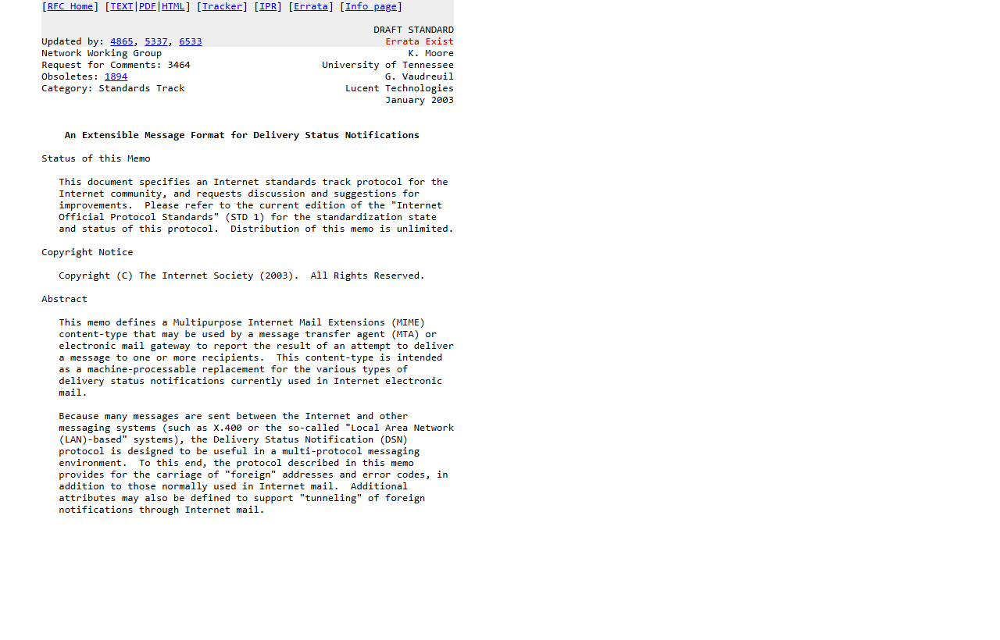 [RFC Home] [TEXT|PDF|HTML] [Tracker] [IPR] [Errata] [Info page]
DRAFT STANDARD
Updated by: 4865, 5337, 6533 Errata Exist
Network Working Group K. Moore
Request for Comments: 3464 University of Tennessee
Obsoletes: 1894 G. Vaudreuil
Category: Standards Track Lucent Technologies
January 2003
An Extensible Message Format for Delivery Status Notifications
Status of this Memo
This document specifies an Internet standards track protocol for the
Internet community, and requests discussion and suggestions for
improvements. Please refer to the current edition of the "Internet
Official Protocol Standards" (STD 1) for the standardization state
and status of this protocol. Distribution of this memo is unlimited.
Copyright Notice
Copyright (C) The Internet Society (2003). All Rights Reserved.
Abstract
This memo defines a Multipurpose Internet Mail Extensions (MIME)
content-type that may be used by a message transfer agent (MTA) or
electronic mail gateway to report the result of an attempt to deliver
a message to one or more recipients. This content-type is intended
as a machine-processable replacement for the various types of
delivery status notifications currently used in Internet electronic
mail.
Because many messages are sent between the Internet and other
messaging systems (such as X.400 or the so-called "Local Area Network
(LAN)-based" systems), the Delivery Status Notification (DSN)
protocol is designed to be useful in a multi-protocol messaging
environment. To this end, the protocol described in this memo
provides for the carriage of "foreign" addresses and error codes, in
addition to those normally used in Internet mail. Additional
attributes may also be defined to support "tunneling" of foreign
notifications through Internet mail.